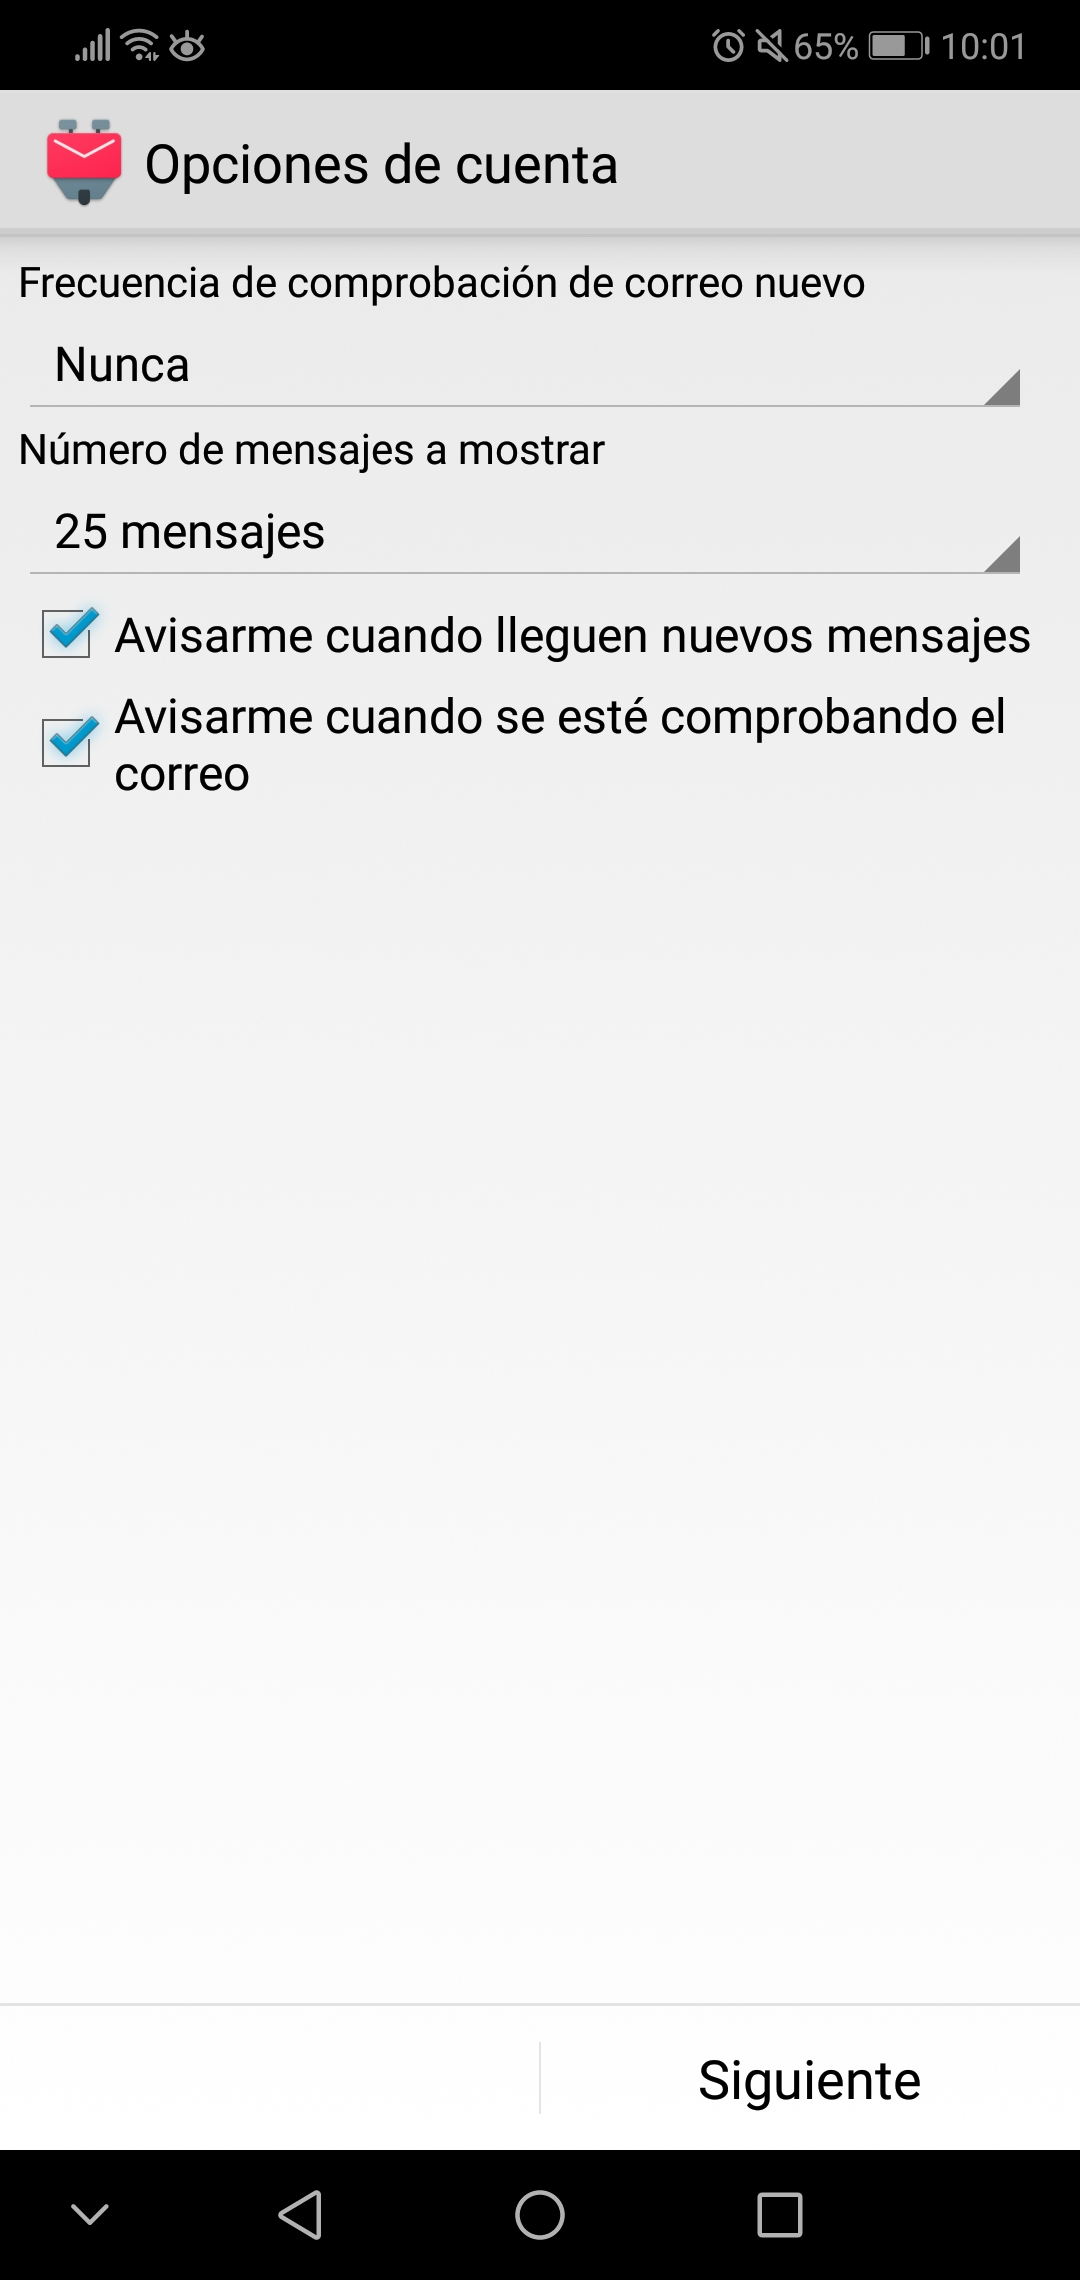 65% 10:01
Opciones de cuenta
Frecuencia de comprobación de correo nuevo
Nunca
Número de mensajes a mostrar
25 mensajes
Avisarme cuando lleguen nuevos mensajes
Avisarme cuando se esté comprobando el
correo
Siguiente